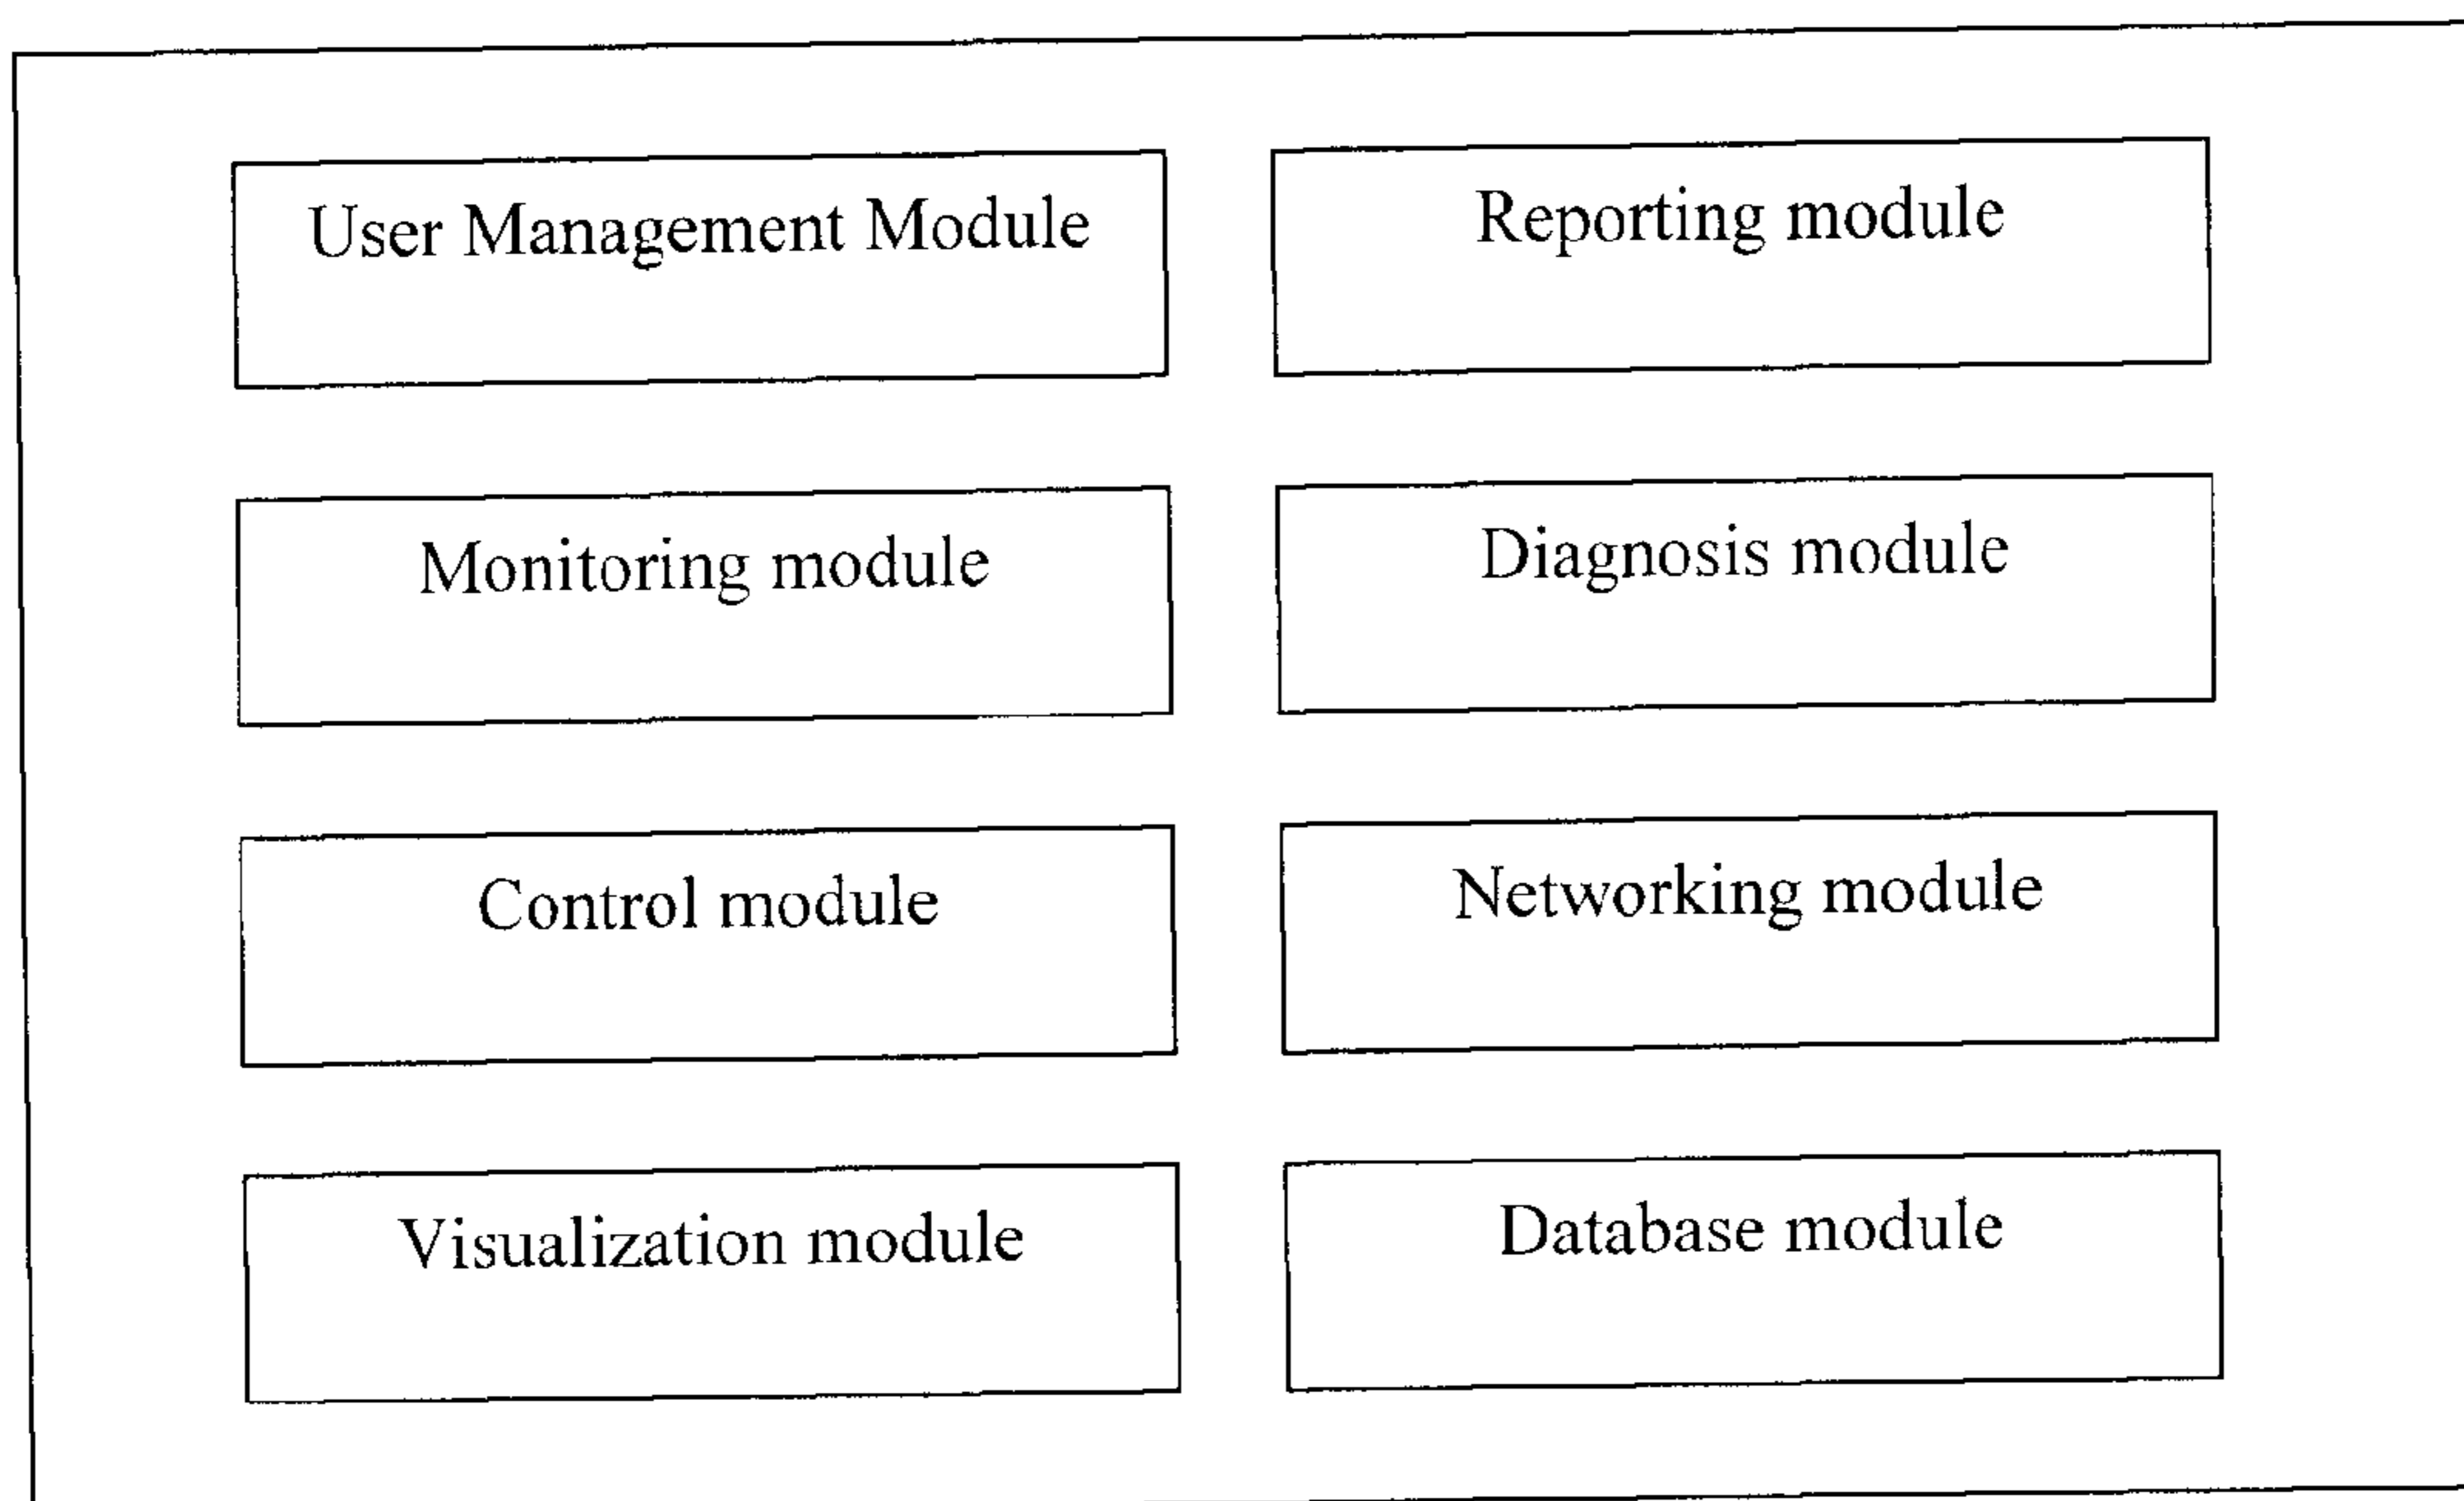 User Management Module
Reporting module
Monitoring module
Diagnosis module
Control module
Networking module
Visualization module
Database module